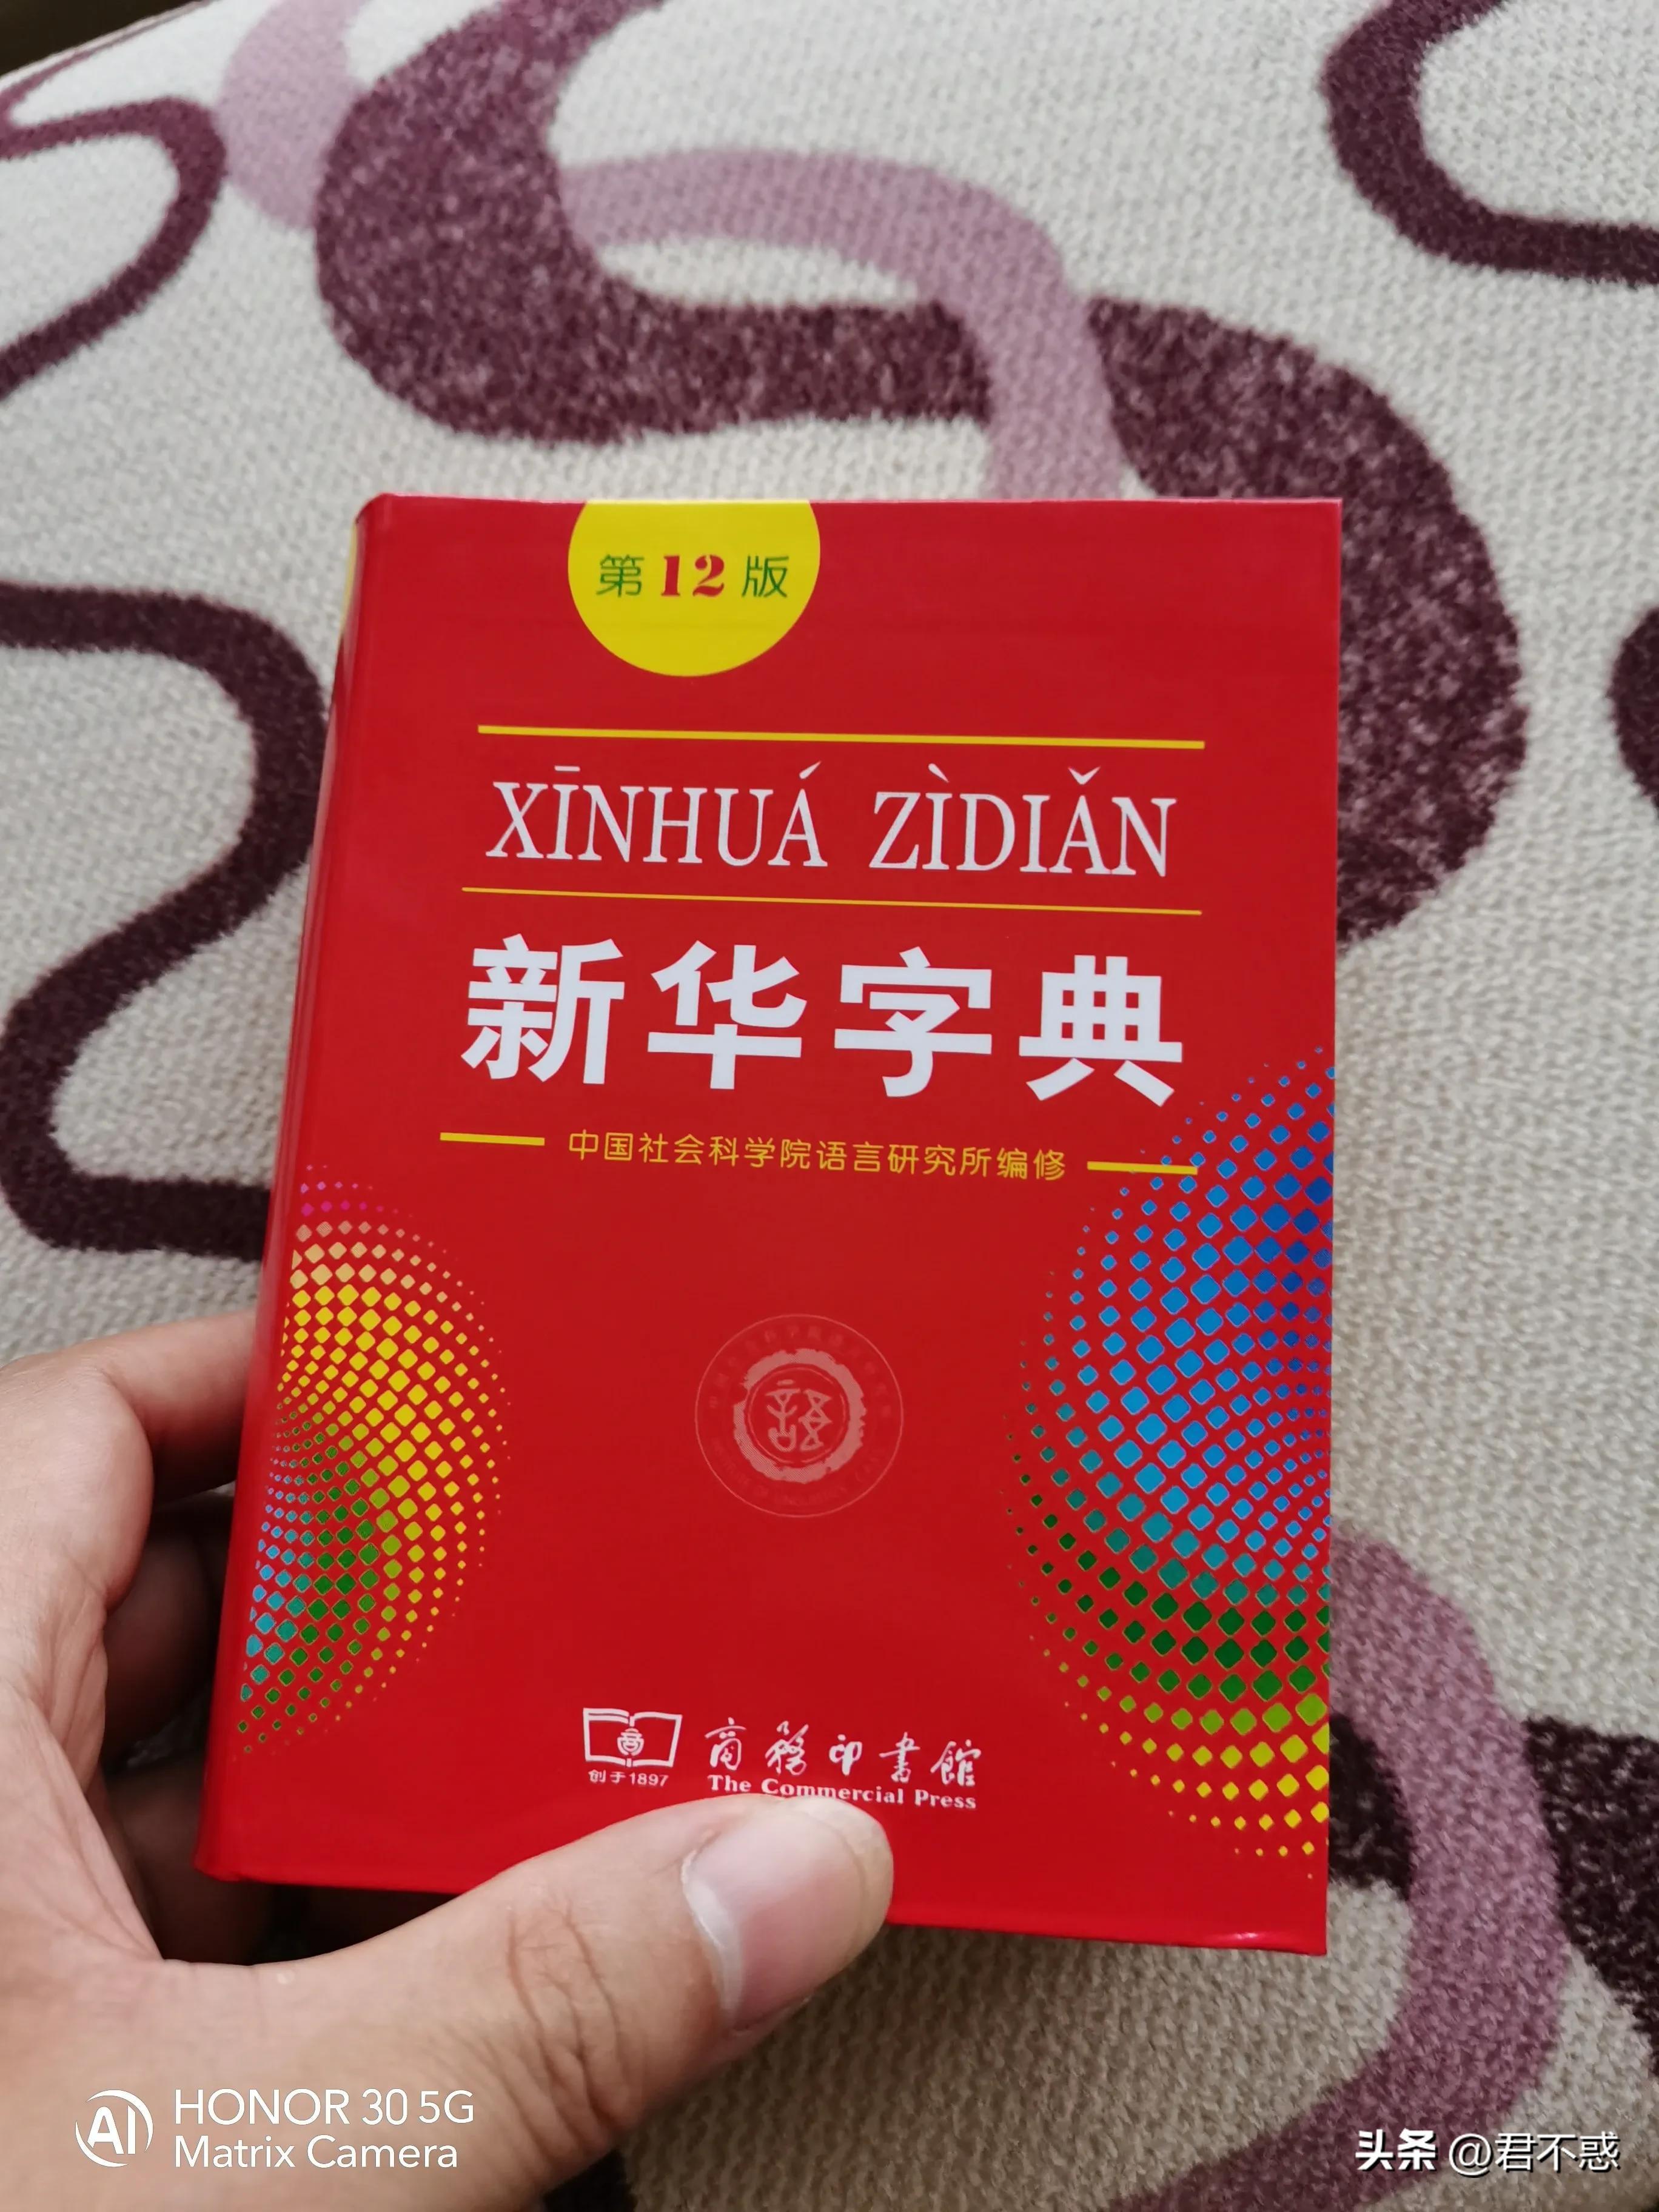 第12版
XĪNHUÁ ZÌDIǍN
新华字典
中国社会科学院语言研究所编修
商務印書館
创于1897
The Commercial Press
AI HONOR 30 5G
Matrix Camera
头条 @君不惑